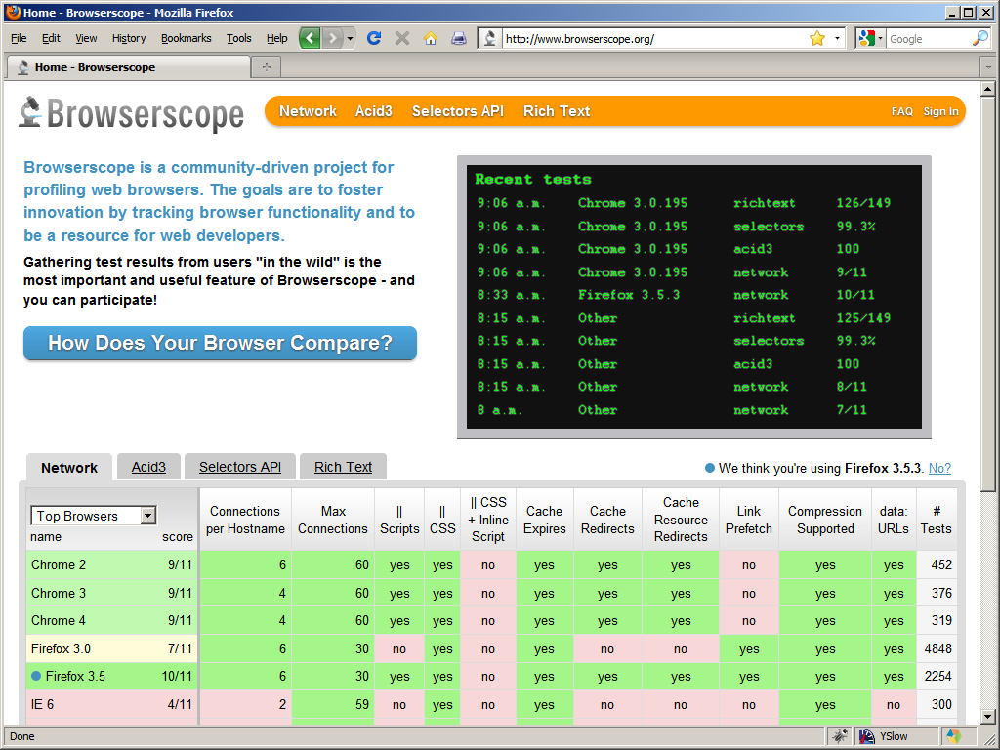 Home - Browserscope - Mozilla Firefox
File Edit View History Bookmarks Tools Help http://www.browserscope.org/ Google
Home - Browserscope
Browserscope Network Acid3 Selectors API Rich Text FAQ Sign In
Browserscope is a community-driven project for
profiling web browsers. The goals are to foster
innovation by tracking browser functionality and to
be a resource for web developers.
Gathering test results from users "in the wild" is the
most important and useful feature of Browserscope - and
you can participate!
How Does Your Browser Compare?
Recent tests
9:06 a.m. Chrome 3.0.195 richtext 126/149
9:06 a.m. Chrome 3.0.195 selectors 99.3%
9:06 a.m. Chrome 3.0.195 acid3 100
9:06 a.m. Chrome 3.0.195 network 9/11
8:33 a.m. Firefox 3.5.3 network 10/11
8:15 a.m. Other richtext 125/149
8:15 a.m. Other selectors 99.3%
8:15 a.m. Other acid3 100
8:15 a.m. Other network 8/11
8 a.m. Other network 7/11
Network Acid3 Selectors API Rich Text We think you're using Firefox 3.5.3. No?
Top Browsers
name score
Connections
per Hostname
Max
Connections
||
Scripts
||
CSS
|| CSS
+ Inline
Script
Cache
Expires
Cache
Redirects
Cache
Resource
Redirects
Link
Prefetch
Compression
Supported
data:
URLs
#
Tests
Chrome 2 9/11 6 60 yes yes no yes yes yes no yes yes 452
Chrome 3 9/11 4 60 yes yes no yes yes yes no yes yes 376
Chrome 4 9/11 4 60 yes yes no yes yes yes no yes yes 319
Firefox 3.0 7/11 6 30 no yes no yes no no yes yes yes 4848
Firefox 3.5 10/11 6 30 yes yes no yes yes yes yes yes yes 2254
IE 6 4/11 2 59 no yes no yes no no no yes no 300
Done YSlow